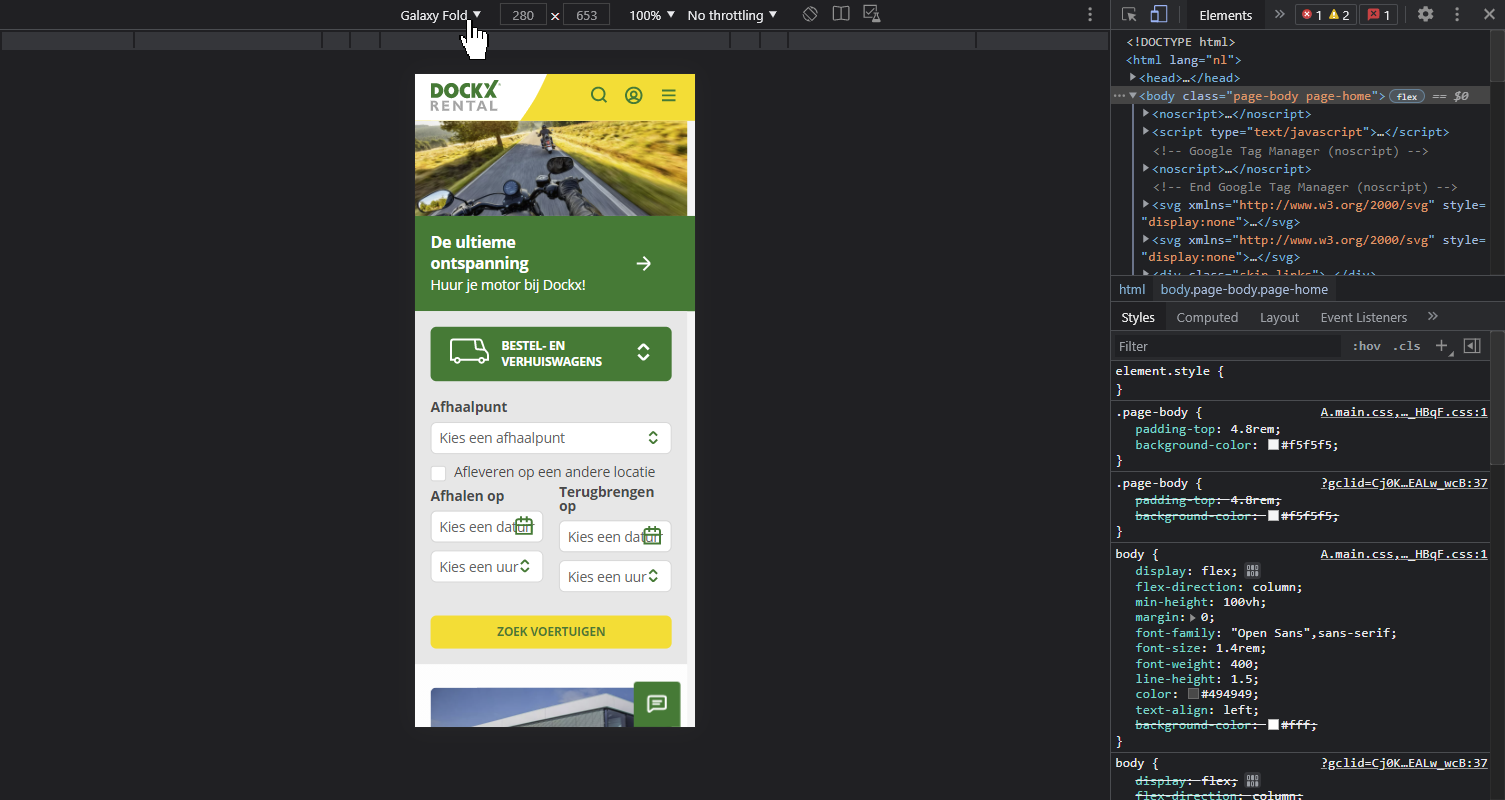 Galaxy Fold ▼ 280 x 653 100% ▼ No throttling ▼
Elements » 1 2 1
DOCKX
RENTAL
De ultieme
ontspanning
Huur je motor bij Dockx!
BESTEL- EN
VERHUISWAGENS
Afhaalpunt
Kies een afhaalpunt
Afleveren op een andere locatie
Afhalen op
Terugbrengen
op
Kies een datum
Kies een datum
Kies een uur
Kies een uur
ZOEK VOERTUIGEN
<!DOCTYPE html>
<html lang="nl">
<head>…</head>
<body class="page-body page-home"> flex == $0
<noscript>…</noscript>
<script type="text/javascript">…</script>
<!-- Google Tag Manager (noscript) -->
<noscript>…</noscript>
<!-- End Google Tag Manager (noscript) -->
<svg xmlns="http://www.w3.org/2000/svg" style=
"display:none">…</svg>
<svg xmlns="http://www.w3.org/2000/svg" style=
"display:none">…</svg>
<div class="skip-links">…</div>
html body.page-body.page-home
Styles Computed Layout Event Listeners »
Filter :hov .cls +
element.style {
}
.page-body { A.main.css,…_HBqF.css:1
padding-top: 4.8rem;
background-color: #f5f5f5;
}
.page-body { ?gclid=Cj0K…EALw_wcB:37
padding-top: 4.8rem;
background-color: #f5f5f5;
}
body { A.main.css,…_HBqF.css:1
display: flex;
flex-direction: column;
min-height: 100vh;
margin: 0;
font-family: "Open Sans",sans-serif;
font-size: 1.4rem;
font-weight: 400;
line-height: 1.5;
color: #494949;
text-align: left;
background-color: #fff;
}
body { ?gclid=Cj0K…EALw_wcB:37
display: flex;
flex-direction: column;